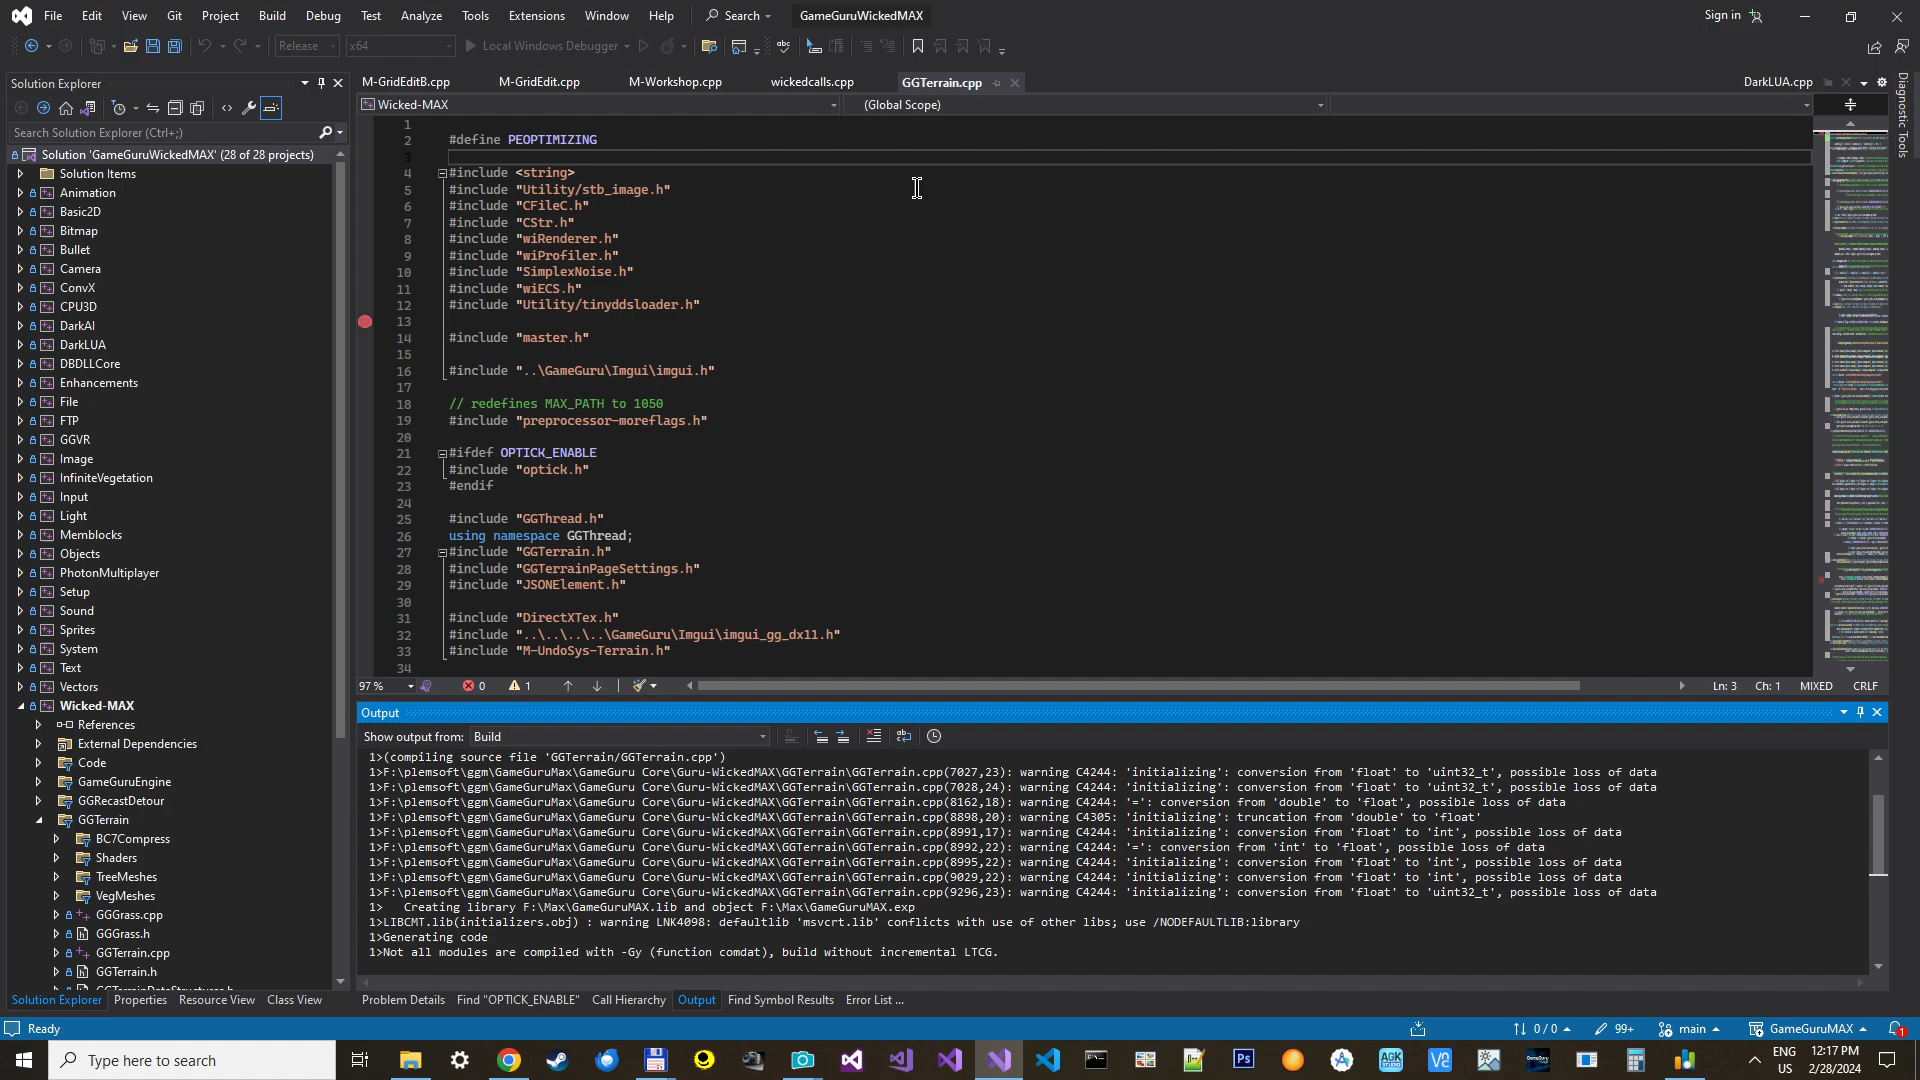 File Edit View Git Project Build Debug Test Analyze Tools Extensions Window Help Search GameGuruWickedMAX Sign in
Release x64 Local Windows Debugger
Solution Explorer
M-GridEditB.cpp M-GridEdit.cpp M-Workshop.cpp wickedcalls.cpp GGTerrain.cpp DarkLUA.cpp
Diagnostic Tools
Wicked-MAX (Global Scope)
Search Solution Explorer (Ctrl+;)
Solution 'GameGuruWickedMAX' (28 of 28 projects)
Solution Items
Animation
Basic2D
Bitmap
Bullet
Camera
ConvX
CPU3D
DarkAI
DarkLUA
DBDLLCore
Enhancements
File
FTP
GGVR
Image
InfiniteVegetation
Input
Light
Memblocks
Objects
PhotonMultiplayer
Setup
Sound
Sprites
System
Text
Vectors
Wicked-MAX
References
External Dependencies
Code
GameGuruEngine
GGRecastDetour
GGTerrain
BC7Compress
Shaders
TreeMeshes
VegMeshes
GGGrass.cpp
GGGrass.h
GGTerrain.cpp
GGTerrain.h
Solution Explorer Properties Resource View Class View
1
2 #define PEOPTIMIZING
3
4 #include <string>
5 #include "Utility/stb_image.h"
6 #include "CFileC.h"
7 #include "CStr.h"
8 #include "wiRenderer.h"
9 #include "wiProfiler.h"
10 #include "SimplexNoise.h"
11 #include "wiECS.h"
12 #include "Utility/tinyddsloader.h"
13
14 #include "master.h"
15
16 #include "..\GameGuru\Imgui\imgui.h"
17
18 // redefines MAX_PATH to 1050
19 #include "preprocessor-moreflags.h"
20
21 #ifdef OPTICK_ENABLE
22 #include "optick.h"
23 #endif
24
25 #include "GGThread.h"
26 using namespace GGThread;
27 #include "GGTerrain.h"
28 #include "GGTerrainPageSettings.h"
29 #include "JSONElement.h"
30
31 #include "DirectXTex.h"
32 #include "..\..\..\..\GameGuru\Imgui\imgui_gg_dx11.h"
33 #include "M-UndoSys-Terrain.h"
34
97 % 0 1 Ln: 3 Ch: 1 MIXED CRLF
Output
Show output from: Build
1>(compiling source file 'GGTerrain/GGTerrain.cpp')
1>F:\plemsoft\ggm\GameGuruMax\GameGuru Core\Guru-WickedMAX\GGTerrain\GGTerrain.cpp(7027,23): warning C4244: 'initializing': conversion from 'float' to 'uint32_t', possible loss of data
1>F:\plemsoft\ggm\GameGuruMax\GameGuru Core\Guru-WickedMAX\GGTerrain\GGTerrain.cpp(7028,24): warning C4244: 'initializing': conversion from 'float' to 'uint32_t', possible loss of data
1>F:\plemsoft\ggm\GameGuruMax\GameGuru Core\Guru-WickedMAX\GGTerrain\GGTerrain.cpp(8162,18): warning C4244: '=': conversion from 'double' to 'float', possible loss of data
1>F:\plemsoft\ggm\GameGuruMax\GameGuru Core\Guru-WickedMAX\GGTerrain\GGTerrain.cpp(8898,20): warning C4305: 'initializing': truncation from 'double' to 'float'
1>F:\plemsoft\ggm\GameGuruMax\GameGuru Core\Guru-WickedMAX\GGTerrain\GGTerrain.cpp(8991,17): warning C4244: 'initializing': conversion from 'float' to 'int', possible loss of data
1>F:\plemsoft\ggm\GameGuruMax\GameGuru Core\Guru-WickedMAX\GGTerrain\GGTerrain.cpp(8992,22): warning C4244: '=': conversion from 'int' to 'float', possible loss of data
1>F:\plemsoft\ggm\GameGuruMax\GameGuru Core\Guru-WickedMAX\GGTerrain\GGTerrain.cpp(8995,22): warning C4244: 'initializing': conversion from 'float' to 'int', possible loss of data
1>F:\plemsoft\ggm\GameGuruMax\GameGuru Core\Guru-WickedMAX\GGTerrain\GGTerrain.cpp(9029,22): warning C4244: 'initializing': conversion from 'float' to 'int', possible loss of data
1>F:\plemsoft\ggm\GameGuruMax\GameGuru Core\Guru-WickedMAX\GGTerrain\GGTerrain.cpp(9296,23): warning C4244: 'initializing': conversion from 'float' to 'uint32_t', possible loss of data
1> Creating library F:\Max\GameGuruMAX.lib and object F:\Max\GameGuruMAX.exp
1>LIBCMT.lib(initializers.obj) : warning LNK4098: defaultlib 'msvcrt.lib' conflicts with use of other libs; use /NODEFAULTLIB:library
1>Generating code
1>Not all modules are compiled with -Gy (function comdat), build without incremental LTCG.
Problem Details Find "OPTICK_ENABLE" Call Hierarchy Output Find Symbol Results Error List ...
Ready 0 / 0 99+ main GameGuruMAX 1
Type here to search
ENG 12:17 PM
US 2/28/2024